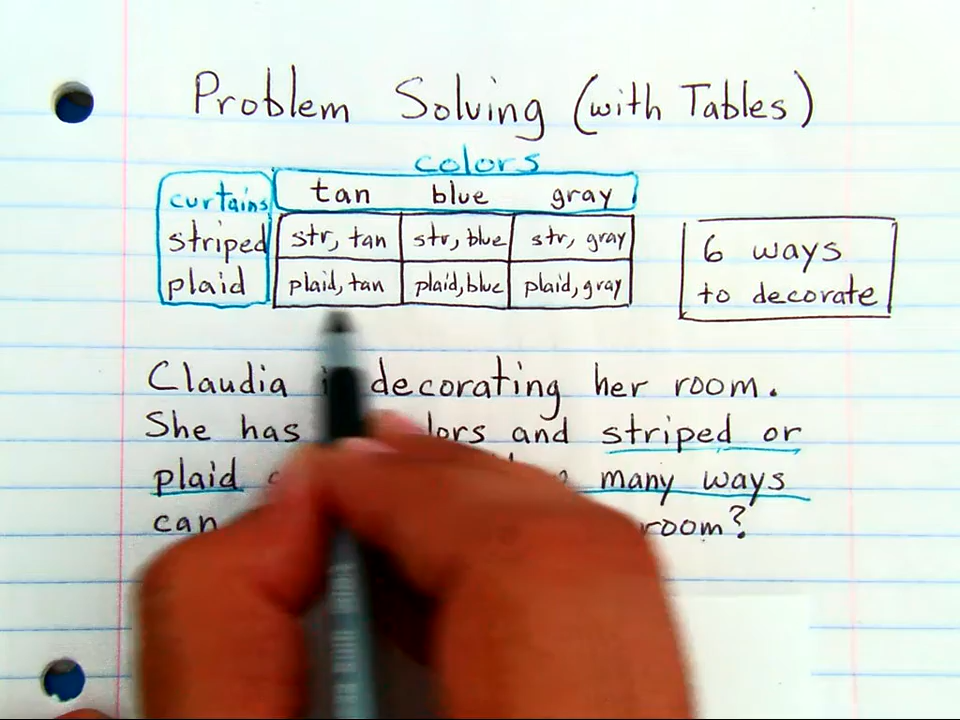 Problem Solving (with Tables)
colors
curtains tan blue gray
striped str, tan str, blue str, gray
plaid plaid, tan plaid, blue plaid, gray
6 ways
to decorate
Claudia decorating her room.
She has and striped or
plaid many ways
can room?